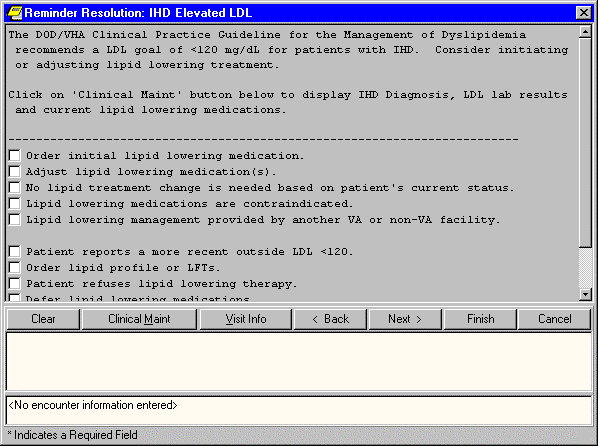 Reminder Resolution: IHD Elevated LDL
The DOD/VHA Clinical Practice Guideline for the Management of Dyslipidemia
recommends a LDL goal of <120 mg/dL for patients with IHD. Consider initiating
or adjusting lipid lowering treatment.
Click on 'Clinical Maint' button below to display IHD Diagnosis, LDL lab results
and current lipid lowering medications.
--------------------------------------------------------------------------
Order initial lipid lowering medication.
Adjust lipid lowering medication(s).
No lipid treatment change is needed based on patient's current status.
Lipid lowering medications are contraindicated.
Lipid lowering management provided by another VA or non-VA facility.
Patient reports a more recent outside LDL <120.
Order lipid profile or LFTs.
Patient refuses lipid lowering therapy.
Defer lipid lowering medications
Clear Clinical Maint Visit Info < Back Next > Finish Cancel
<No encounter information entered>
* Indicates a Required Field